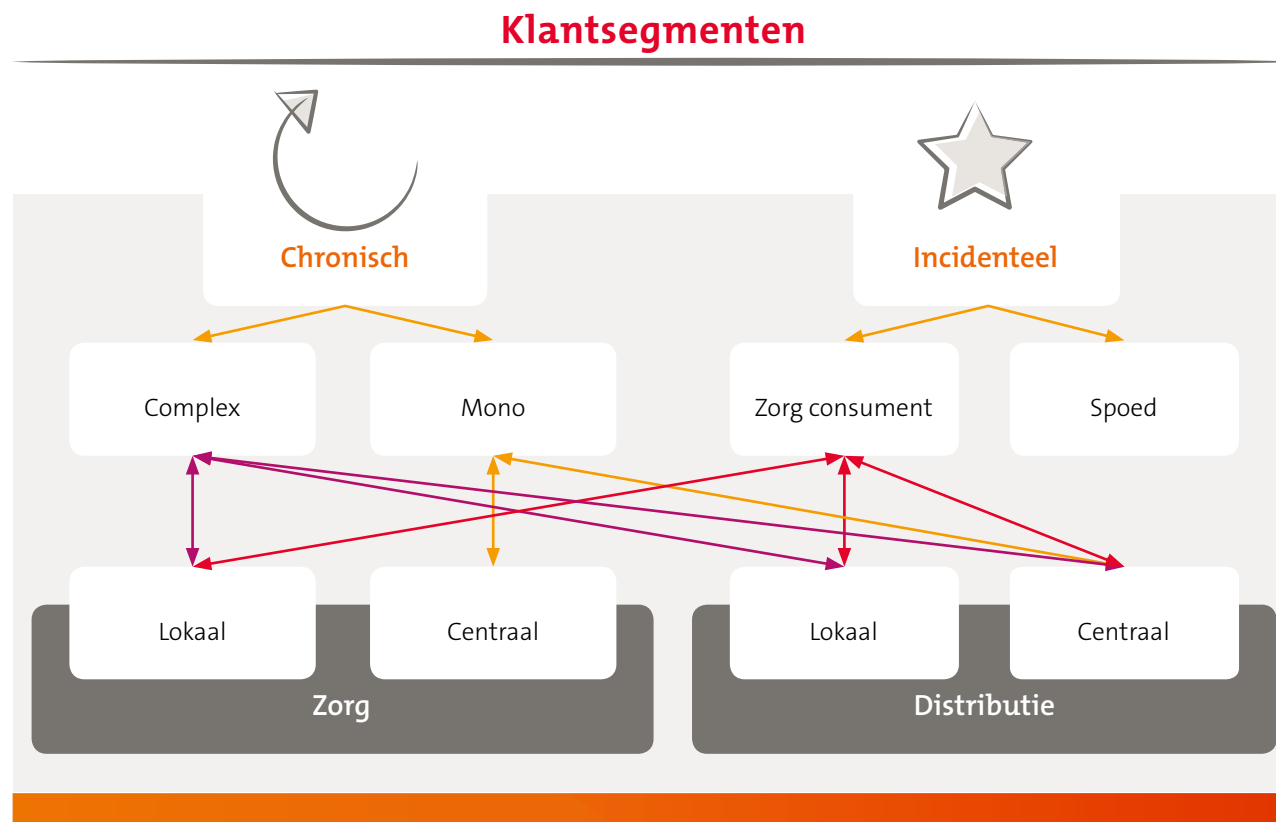 Klantsegmenten
Chronisch
Incidenteel
Complex
Mono
Zorg consument
Spoed
Lokaal
Centraal
Lokaal
Centraal
Zorg
Distributie